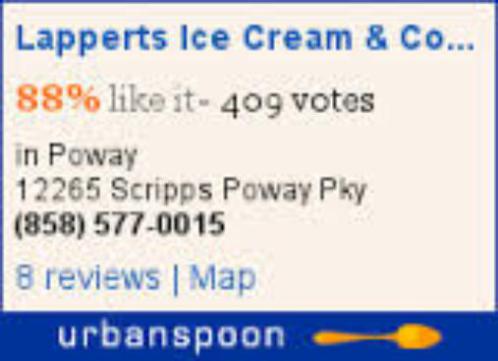 Lapperts Ice Cream & Co...
88% like it- 409 votes
in Poway
12265 Scripps Poway Pky
(858) 577-0015
8 reviews | Map
urbanspoon